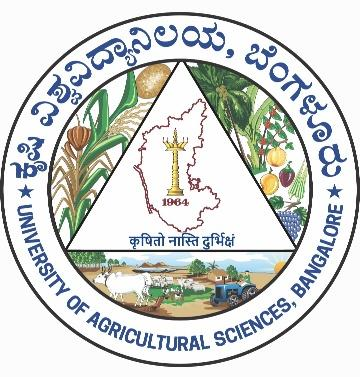 ಕೃಷಿ ವಿಶ್ವವಿದ್ಯಾನಿಲಯ, ಬೆಂಗಳೂರು
1964
कृषितो नास्ति दुर्भिक्षं
★ UNIVERSITY OF AGRICULTURAL SCIENCES, BANGALORE ★